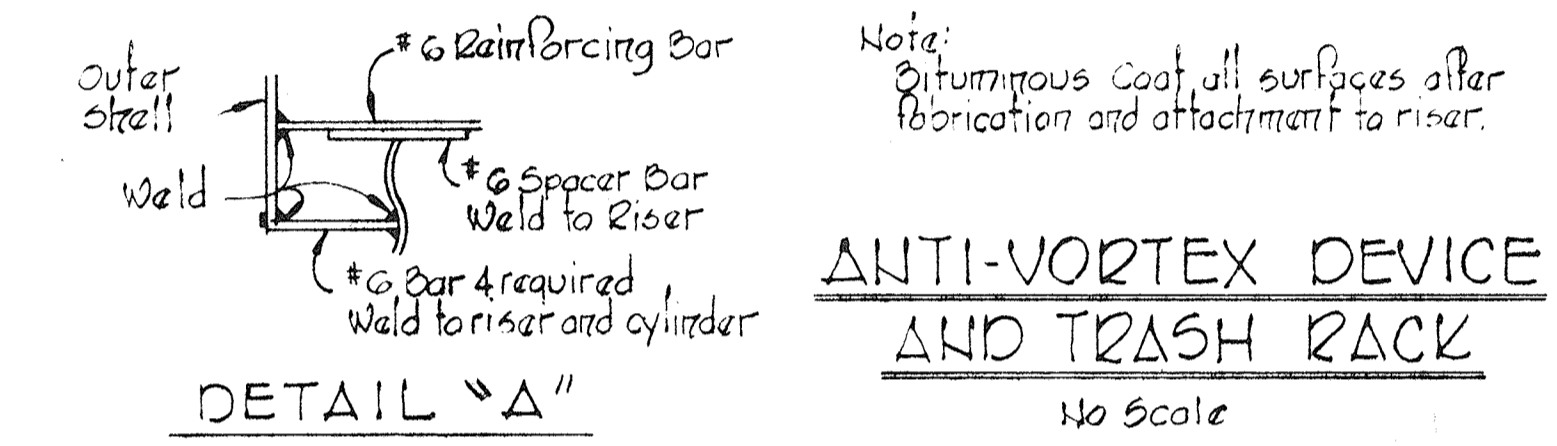 #6 Reinforcing Bar
Outer
shell
Weld
#6 Spacer Bar
Weld to Riser
#6 Bar 4 required
Weld to riser and cylinder
DETAIL "A"
Note:
Bituminous Coat all surfaces after
fabrication and attachment to riser.
ANTI-VORTEX DEVICE
AND TRASH RACK
No Scale